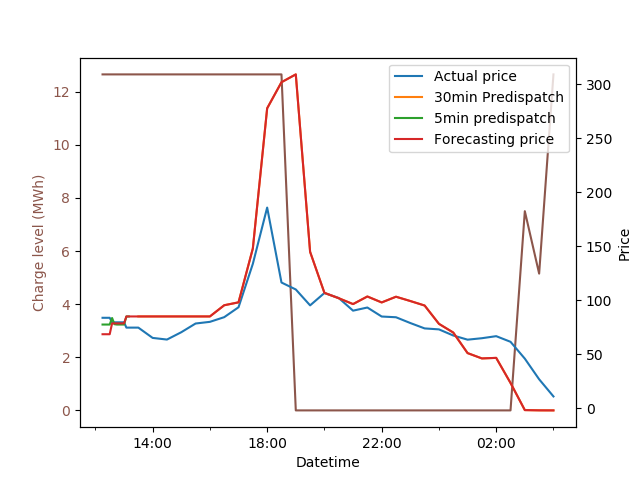 Actual price
30min Predispatch
5min predispatch
Forecasting price
Charge level (MWh)
12
10
8
6
4
2
0
300
250
200
150
100
50
0
Price
14:00
18:00
22:00
02:00
Datetime